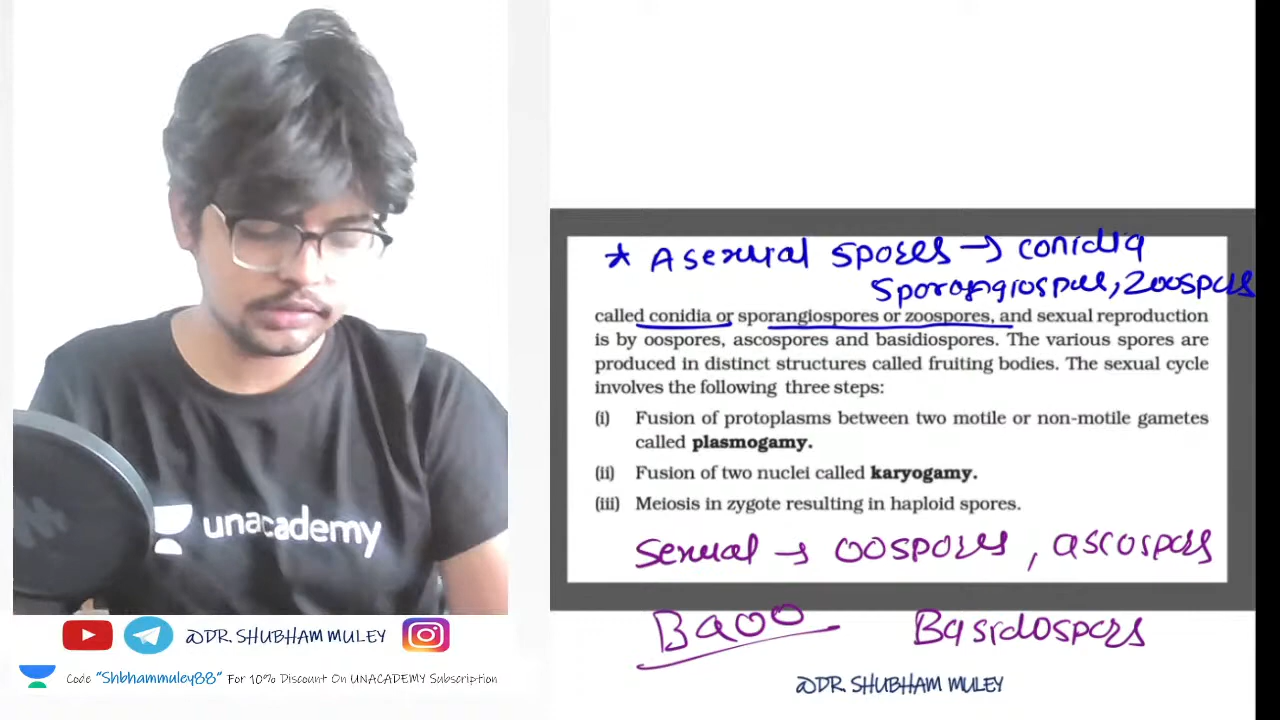 * Asexual spores → conidia
Sporangiospores, Zoospores
called conidia or sporangiospores or zoospores, and sexual reproduction
is by oospores, ascospores and basidiospores. The various spores are
produced in distinct structures called fruiting bodies. The sexual cycle
involves the following three steps:
(i) Fusion of protoplasms between two motile or non-motile gametes
called plasmogamy.
(ii) Fusion of two nuclei called karyogamy.
(iii) Meiosis in zygote resulting in haploid spores.
Sexual → oospores, ascospors
Baoo Basidospors
@DR. SHUBHAM MULEY
unacademy
@DR. SHUBHAM MULEY
Code "Shbhammuley88" For 10% Discount On UNACADEMY Subscription